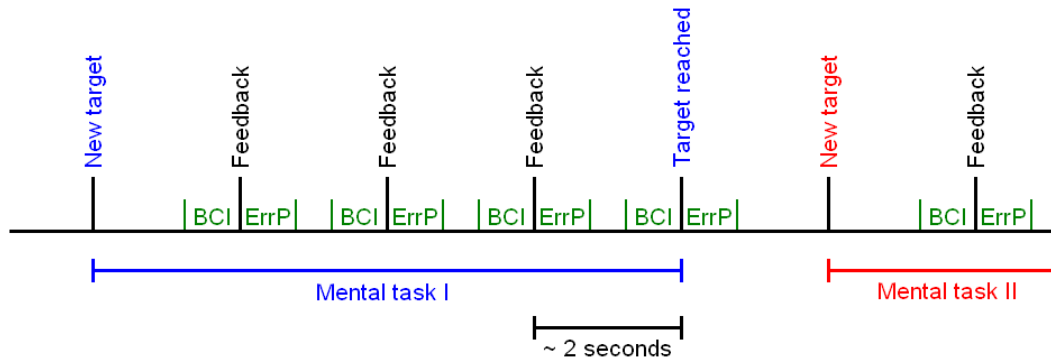 New target
Feedback
Feedback
Feedback
Target reached
New target
Feedback
BCI ErrP BCI ErrP BCI ErrP BCI ErrP BCI ErrP
Mental task I
Mental task II
~ 2 seconds